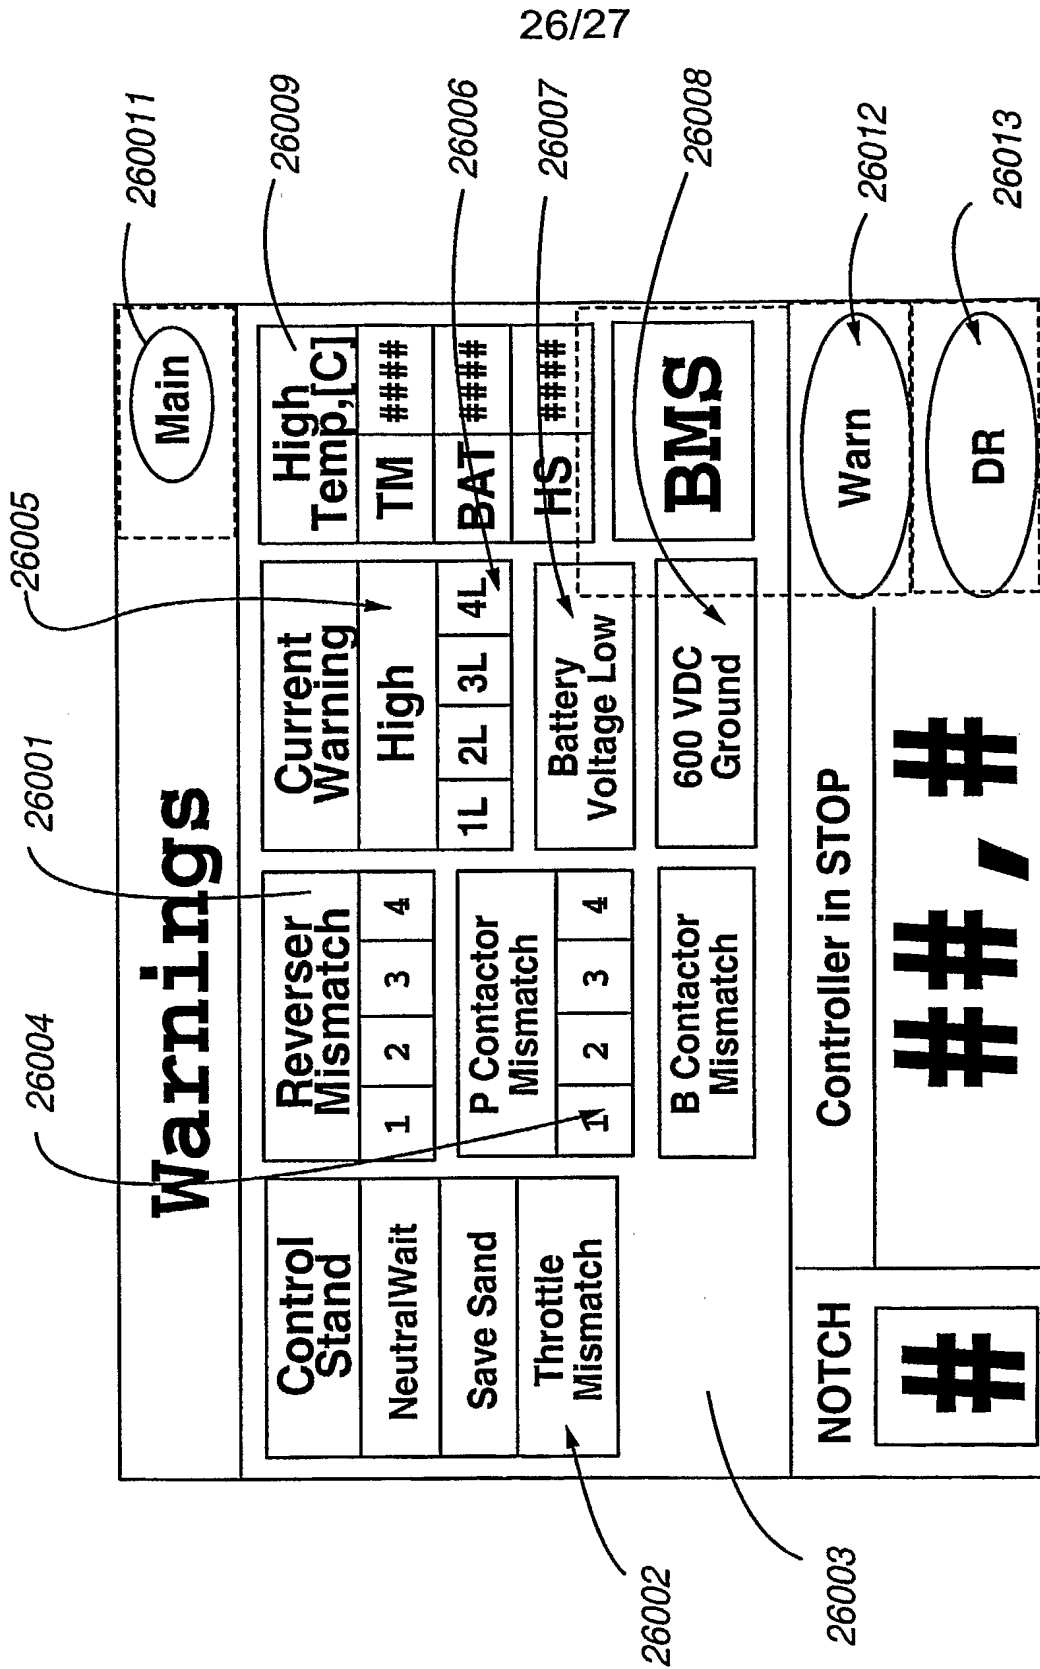 26/27
26011
26009
26006
26007
26008
26012
26013
26005
26001
26004
26002
26003
Warnings
Main
Control
Stand
NeutralWait
Save Sand
Throttle
Mismatch
Reverser
Mismatch
1 2 3 4
P Contactor
Mismatch
1 2 3 4
B Contactor
Mismatch
Current
Warning
High
1L 2L 3L 4L
Battery
Voltage Low
600 VDC
Ground
High
Temp,[C]
TM ####
BAT ####
HS ####
BMS
NOTCH
#
Controller in STOP
## , #
Warn
DR